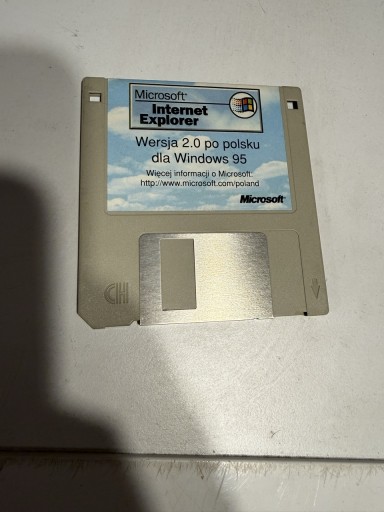 Microsoft®
Internet
Explorer
Wersja 2.0 po polsku
dla Windows 95
Więcej informacji o Microsoft:
http://www.microsoft.com/poland
Microsoft